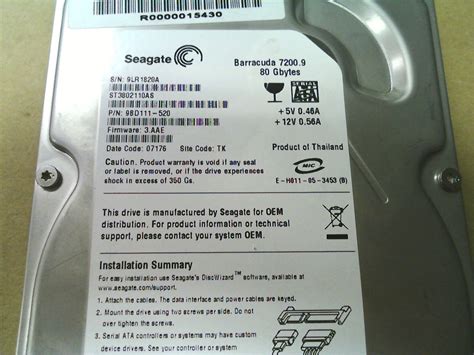 R0000015430
Seagate
Barracuda 7200.9
80 Gbytes
S/N: 9LR1820A
ST3802110AS
SATA
P/N: 9BD111-520
+5V 0.46A
Firmware: 3.AAE
+12V 0.56A
Date Code: 07176 Site Code: TK
Product of Thailand
Caution. Product warranty is void if any seal
or label is removed, or if the drive experiences
shock in excess of 350 Gs.
MIC
E-H011-05-3453 (B)
This drive is manufactured by Seagate for OEM
distribution. For product information or technical
support, please contact your system OEM.
Installation Summary
For easy installation use Seagate's DiscWizard™ software, available at
www.seagate.com/support.
1. Attach the cables. The data interface and power cables are keyed.
2. Mount the drive using two screws per side. Do not
over tighten the screws.
3. Serial ATA controllers or systems may have custom
device drivers. See your controller or system